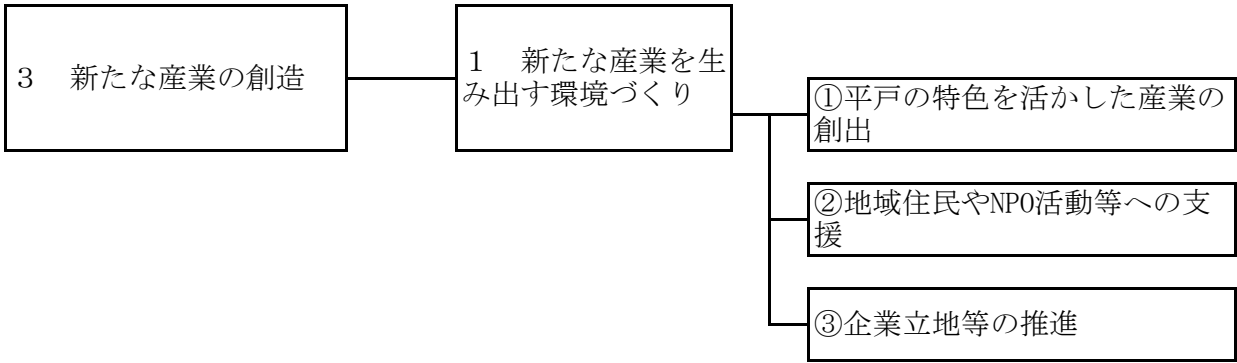 ３　新たな産業の創造
１　新たな産業を生
み出す環境づくり
①平戸の特色を活かした産業の
創出
②地域住民やNPO活動等への支
援
③企業立地等の推進